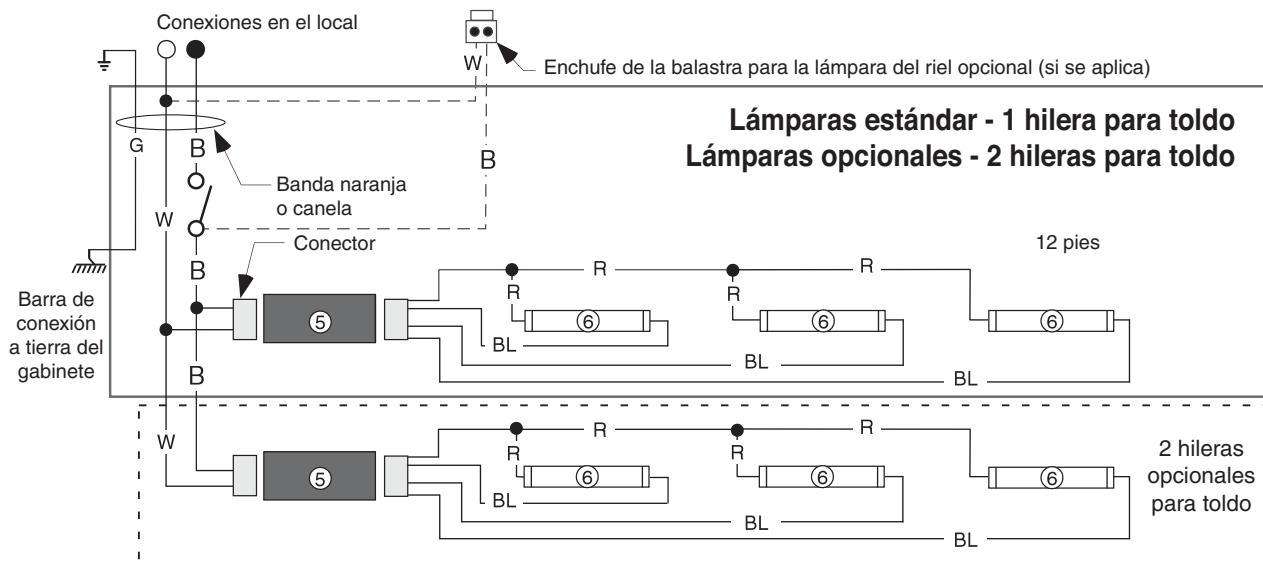 Conexiones en el local
W
Enchufe de la balastra para la lámpara del riel opcional (si se aplica)
Lámparas estándar - 1 hilera para toldo
Lámparas opcionales - 2 hileras para toldo
G
B
B
Banda naranja
o canela
W
Conector
12 pies
B
R
R
Barra de
conexión
a tierra del
gabinete
R
R
5
6
6
6
BL
BL
BL
B
W
R
R
2 hileras
opcionales
para toldo
R
R
5
6
6
6
BL
BL
BL